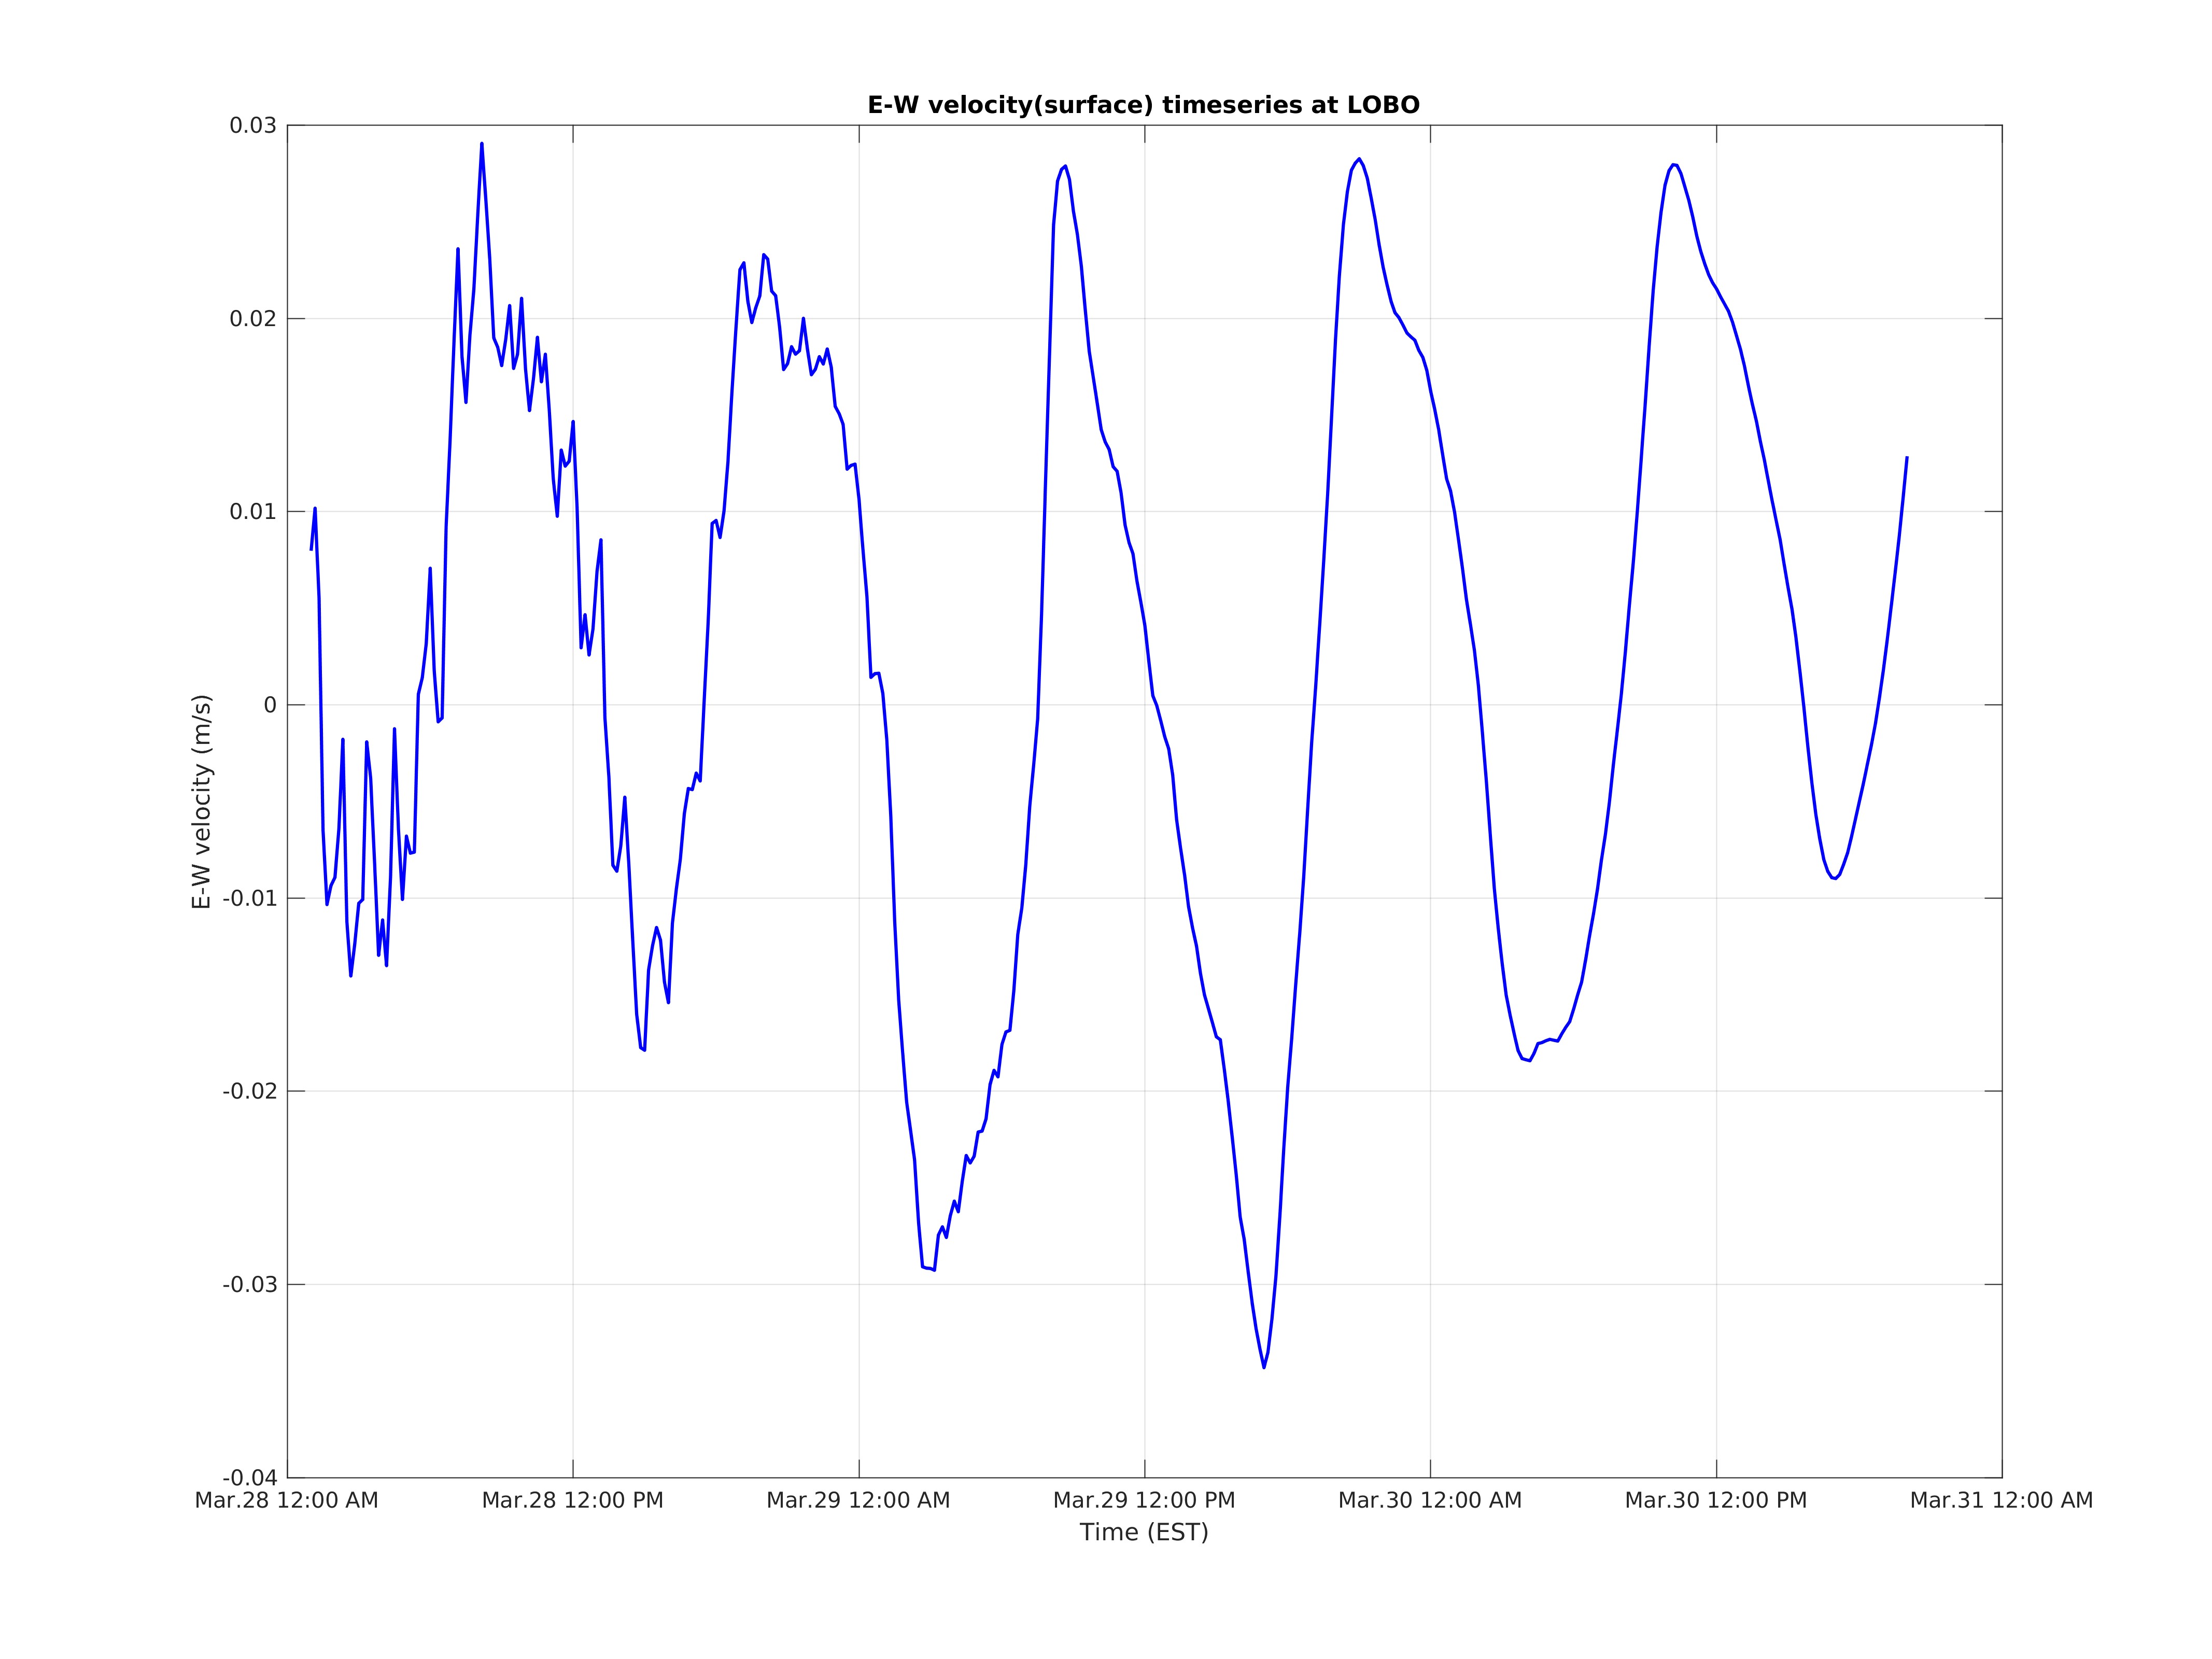 E-W velocity(surface) timeseries at LOBO
E-W velocity (m/s)
0.03
0.02
0.01
0
-0.01
-0.02
-0.03
-0.04
Mar.28 12:00 AM Mar.28 12:00 PM Mar.29 12:00 AM Mar.29 12:00 PM Mar.30 12:00 AM Mar.30 12:00 PM Mar.31 12:00 AM
Time (EST)